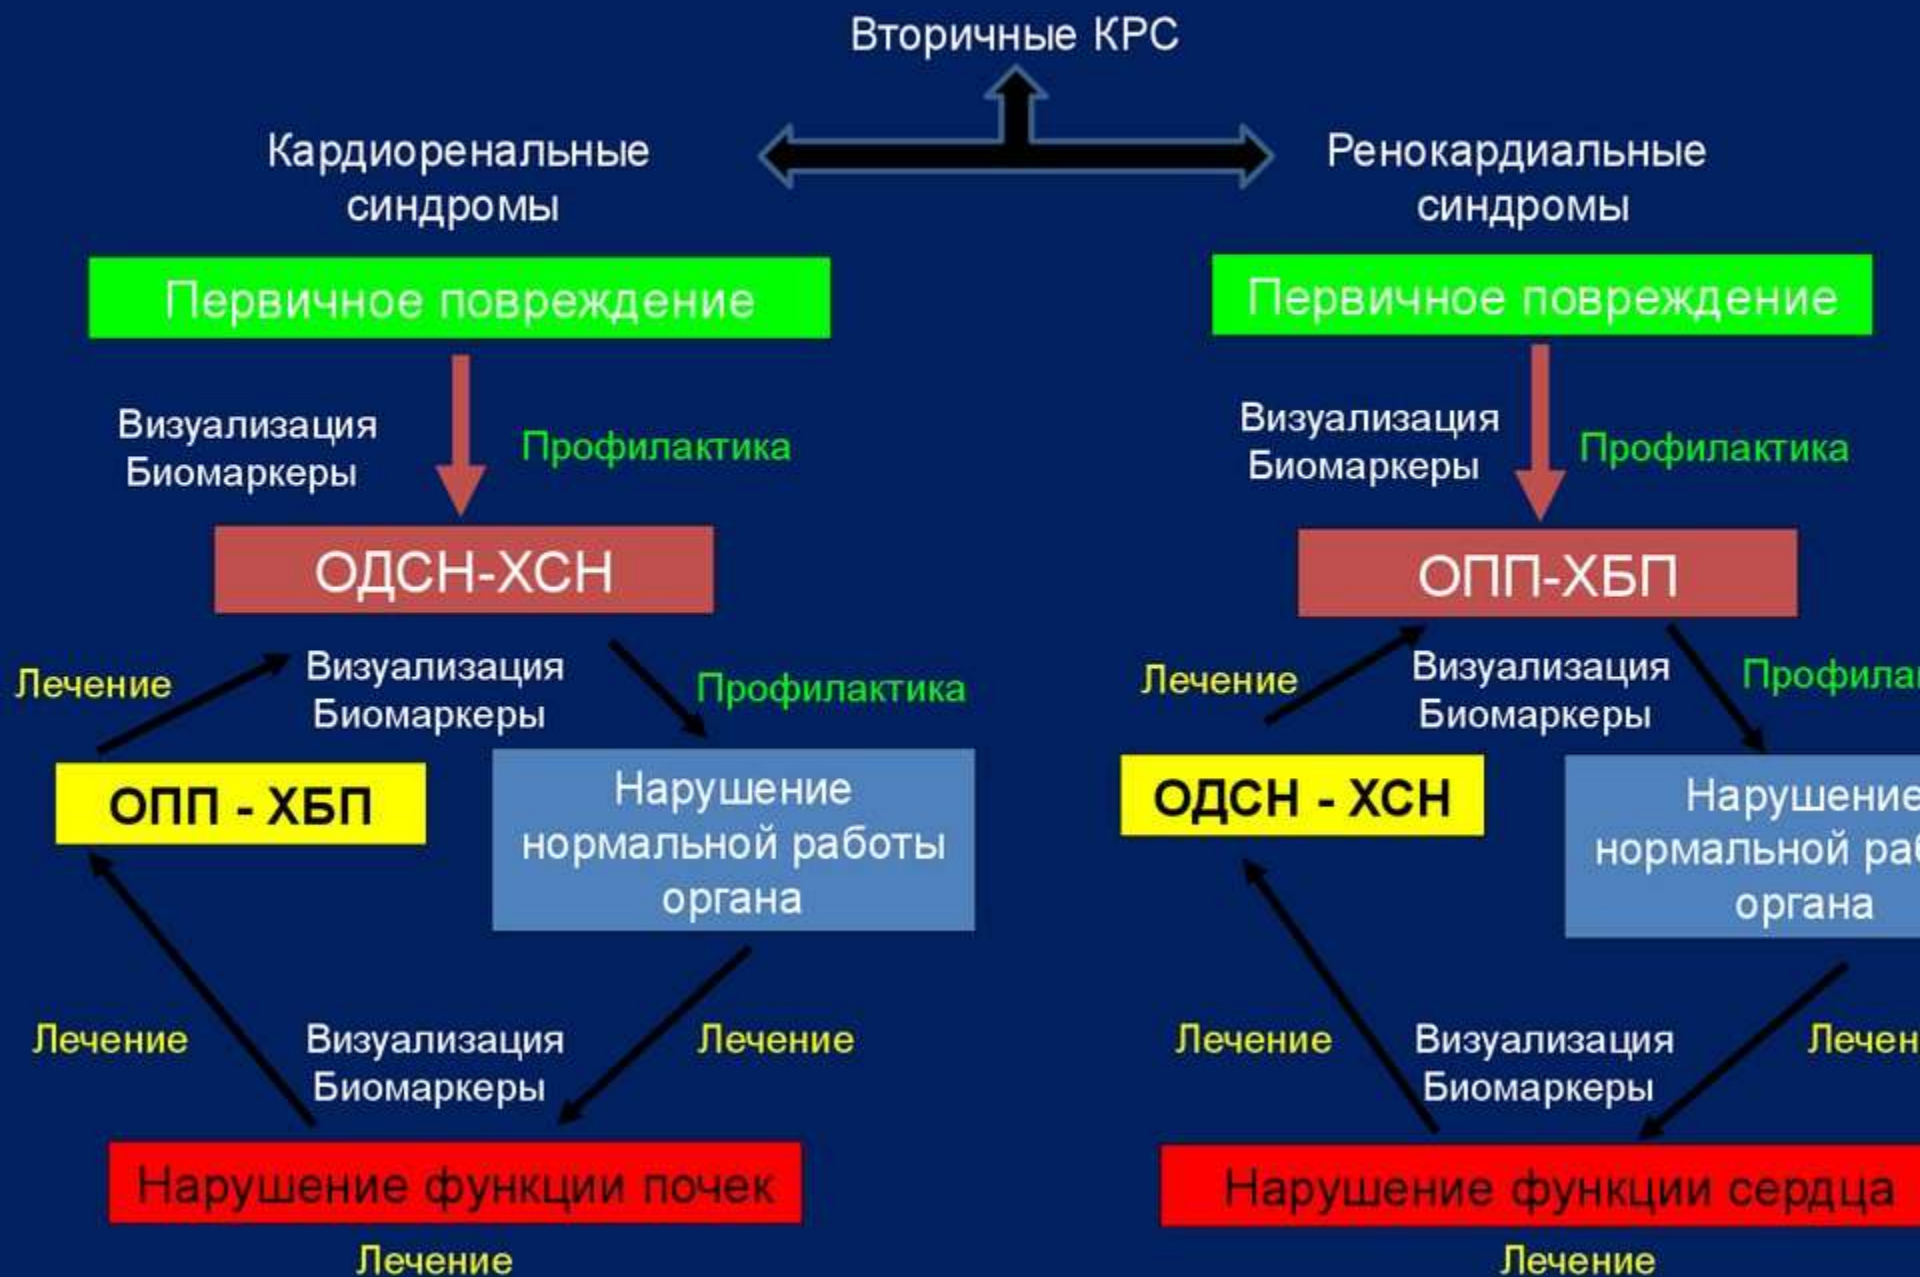 Вторичные КРС
Кардиоренальные
синдромы
Ренокардиальные
синдромы
Первичное повреждение
Первичное повреждение
Визуализация
Биомаркеры
Профилактика
Визуализация
Биомаркеры
Профилактика
ОДСН-ХСН
ОПП-ХБП
Лечение
Визуализация
Биомаркеры
Профилактика
Лечение
Визуализация
Биомаркеры
ОПП - ХБП
Нарушение
нормальной работы
органа
ОДСН - ХСН
Нарушение
нормальной
органа
Лечение
Визуализация
Биомаркеры
Лечение
Лечение
Визуализация
Биомаркеры
Нарушение функции почек
Нарушение функции сердца
Лечение
Лечение